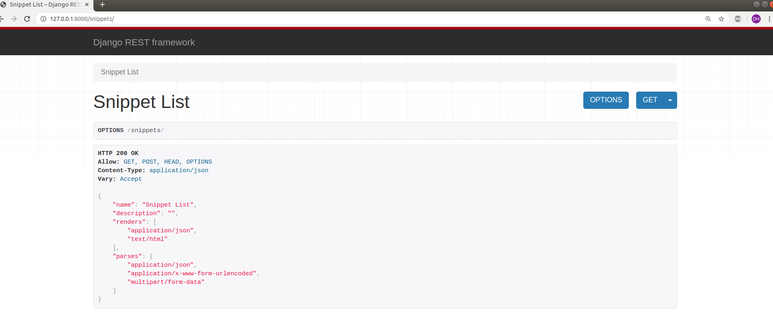 Snippet List – Django RES
127.0.0.1:8000/snippets/
Django REST framework
Snippet List
Snippet List
OPTIONS GET
OPTIONS /snippets/
HTTP 200 OK
Allow: GET, POST, HEAD, OPTIONS
Content-Type: application/json
Vary: Accept
{
"name": "Snippet List",
"description": "",
"renders": [
"application/json",
"text/html"
],
"parses": [
"application/json",
"application/x-www-form-urlencoded",
"multipart/form-data"
]
}